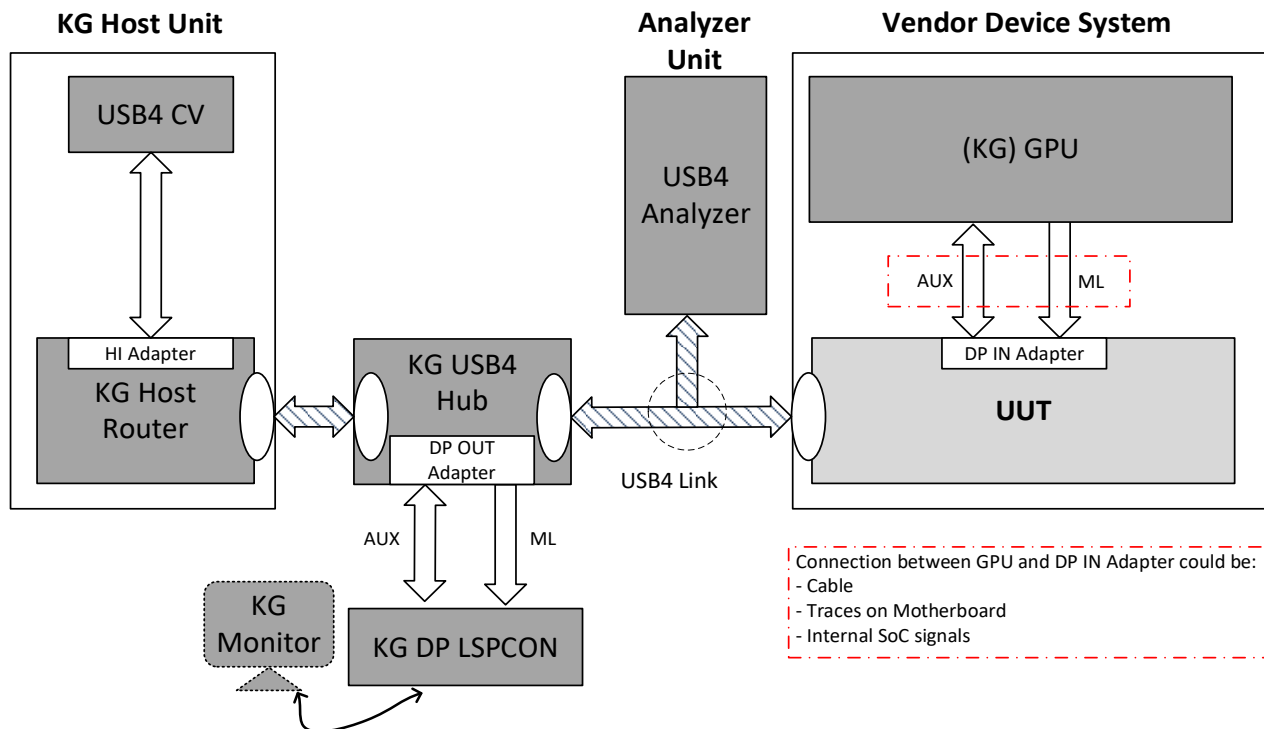 KG Host Unit
Analyzer
Unit
Vendor Device System
USB4 CV
USB4
Analyzer
(KG) GPU
AUX
ML
HI Adapter
KG Host
Router
KG USB4
Hub
DP OUT
Adapter
DP IN Adapter
UUT
USB4 Link
AUX
ML
KG
Monitor
KG DP LSPCON
Connection between GPU and DP IN Adapter could be:
- Cable
- Traces on Motherboard
- Internal SoC signals